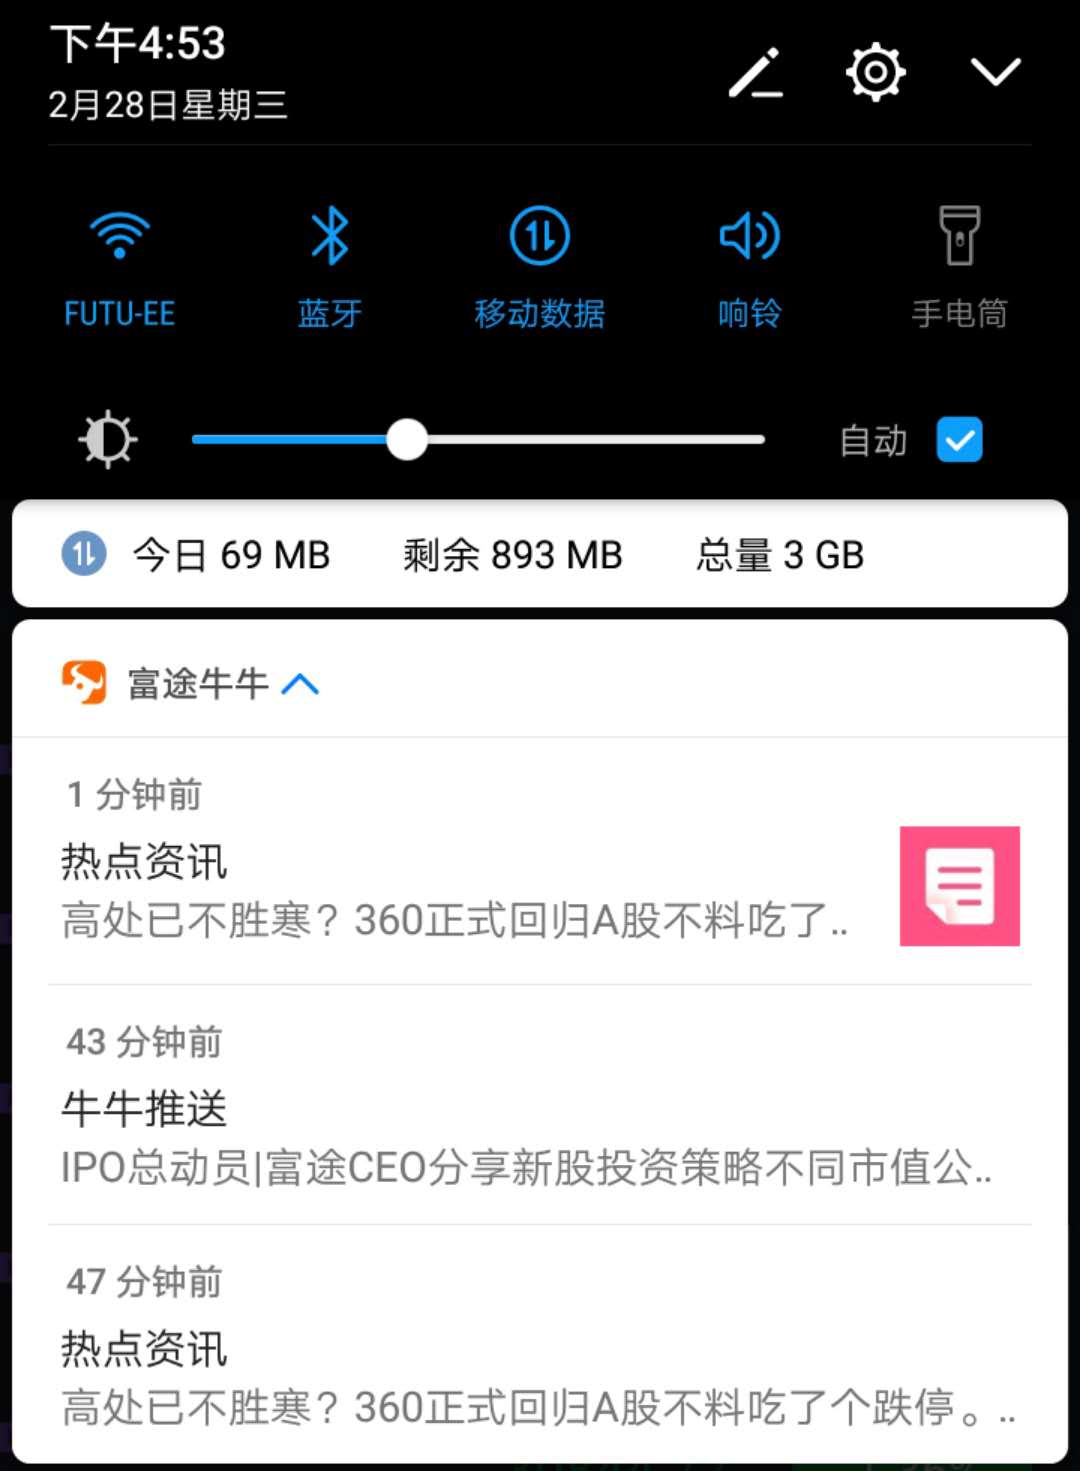 下午4:53
2月28日星期三
FUTU-EE
蓝牙
移动数据
响铃
手电筒
自动
今日 69 MB 剩余 893 MB 总量 3 GB
富途牛牛
1 分钟前
热点资讯
高处已不胜寒？360正式回归A股不料吃了..
43 分钟前
牛牛推送
IPO总动员|富途CEO分享新股投资策略不同市值公..
47 分钟前
热点资讯
高处已不胜寒？360正式回归A股不料吃了个跌停。..